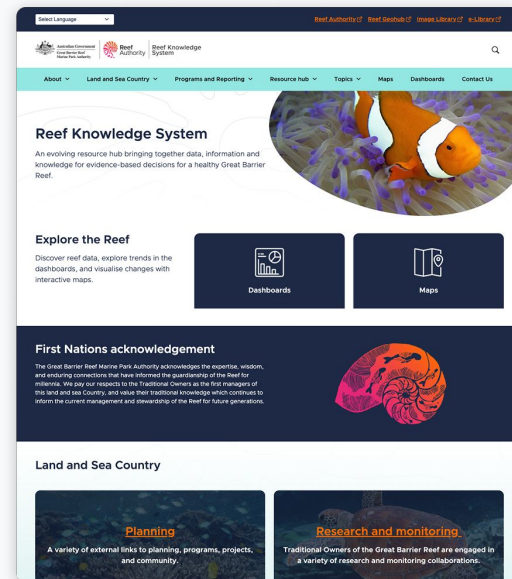 Select Language
Reef Authority Reef Geohub Image Library e-Library
Australian Government
Great Barrier Reef
Marine Park Authority
Reef
Authority
Reef Knowledge
System
About Land and Sea Country Programs and Reporting Resource hub Topics Maps Dashboards Contact Us
Reef Knowledge System
An evolving resource hub bringing together data, information and
knowledge for evidence-based decisions for a healthy Great Barrier
Reef.
Explore the Reef
Discover reef data, explore trends in the
dashboards, and visualise changes with
interactive maps.
Dashboards
Maps
First Nations acknowledgement
The Great Barrier Reef Marine Park Authority acknowledges the expertise, wisdom,
and enduring connections that have informed the guardianship of the Reef for
millennia. We pay our respects to the Traditional Owners as the first managers of
this land and sea Country, and value their traditional knowledge which continues to
inform the current management and stewardship of the Reef for future generations.
Land and Sea Country
Planning
A variety of external links to planning, programs, projects,
and community.
Research and monitoring
Traditional Owners of the Great Barrier Reef are engaged in
a variety of research and monitoring collaborations.